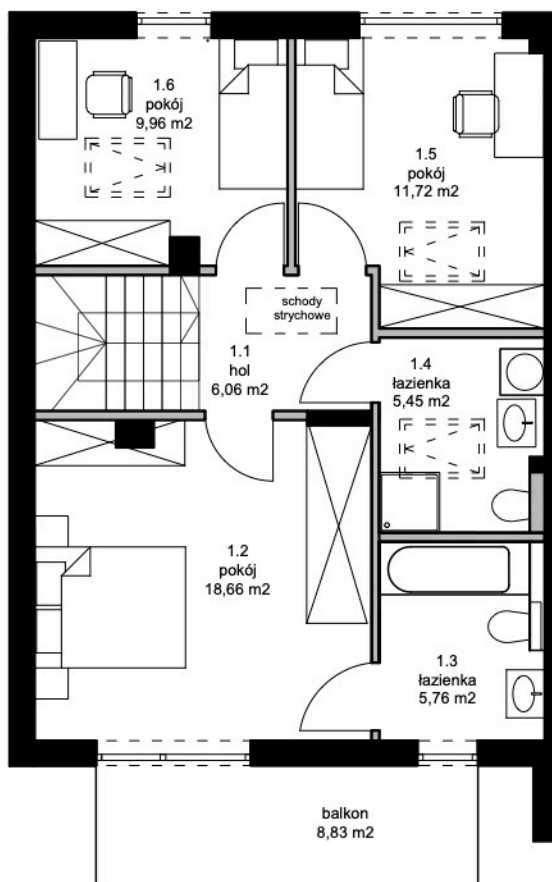 1.6
pokój
9,96 m2
1.5
pokój
11,72 m2
schody
strychowe
1.1
hol
6,06 m2
1.4
łazienka
5,45 m2
1.2
pokój
18,66 m2
1.3
łazienka
5,76 m2
balkon
8,83 m2